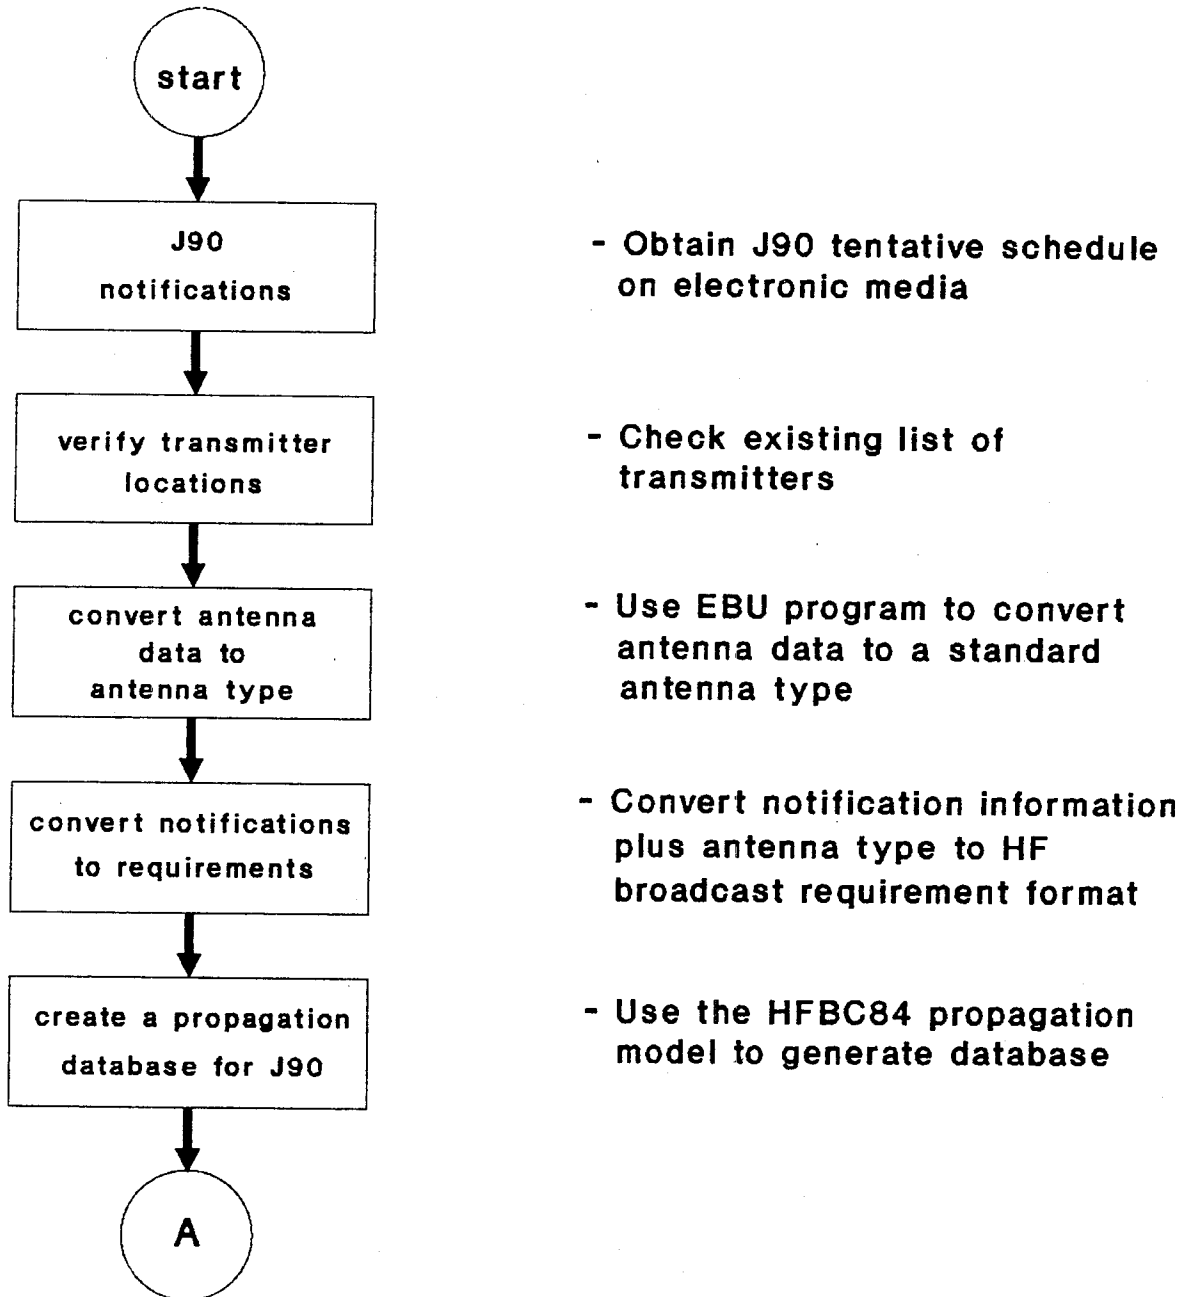 start
J90
notifications
- Obtain J90 tentative schedule
on electronic media
verify transmitter
locations
- Check existing list of
transmitters
convert antenna
data to
antenna type
- Use EBU program to convert
antenna data to a standard
antenna type
convert notifications
to requirements
- Convert notification information
plus antenna type to HF
broadcast requirement format
create a propagation
database for J90
- Use the HFBC84 propagation
model to generate database
A